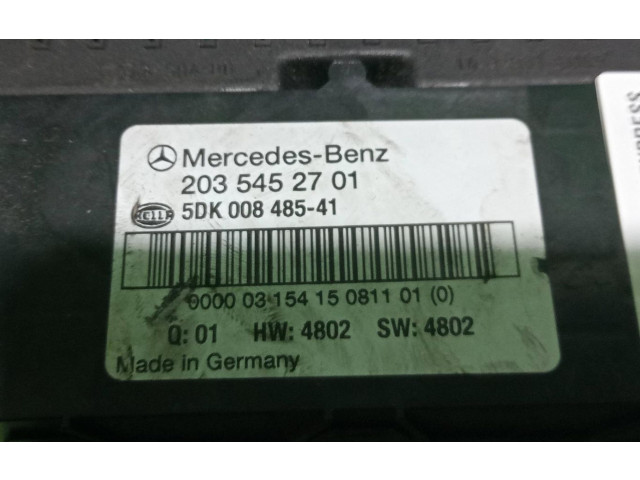 Mercedes-Benz
203 545 27 01
HELLA 5DK 008 485-41
0000 03 154 15 0811 01 (0)
Q: 01 HW: 4802 SW: 4802
Made in Germany